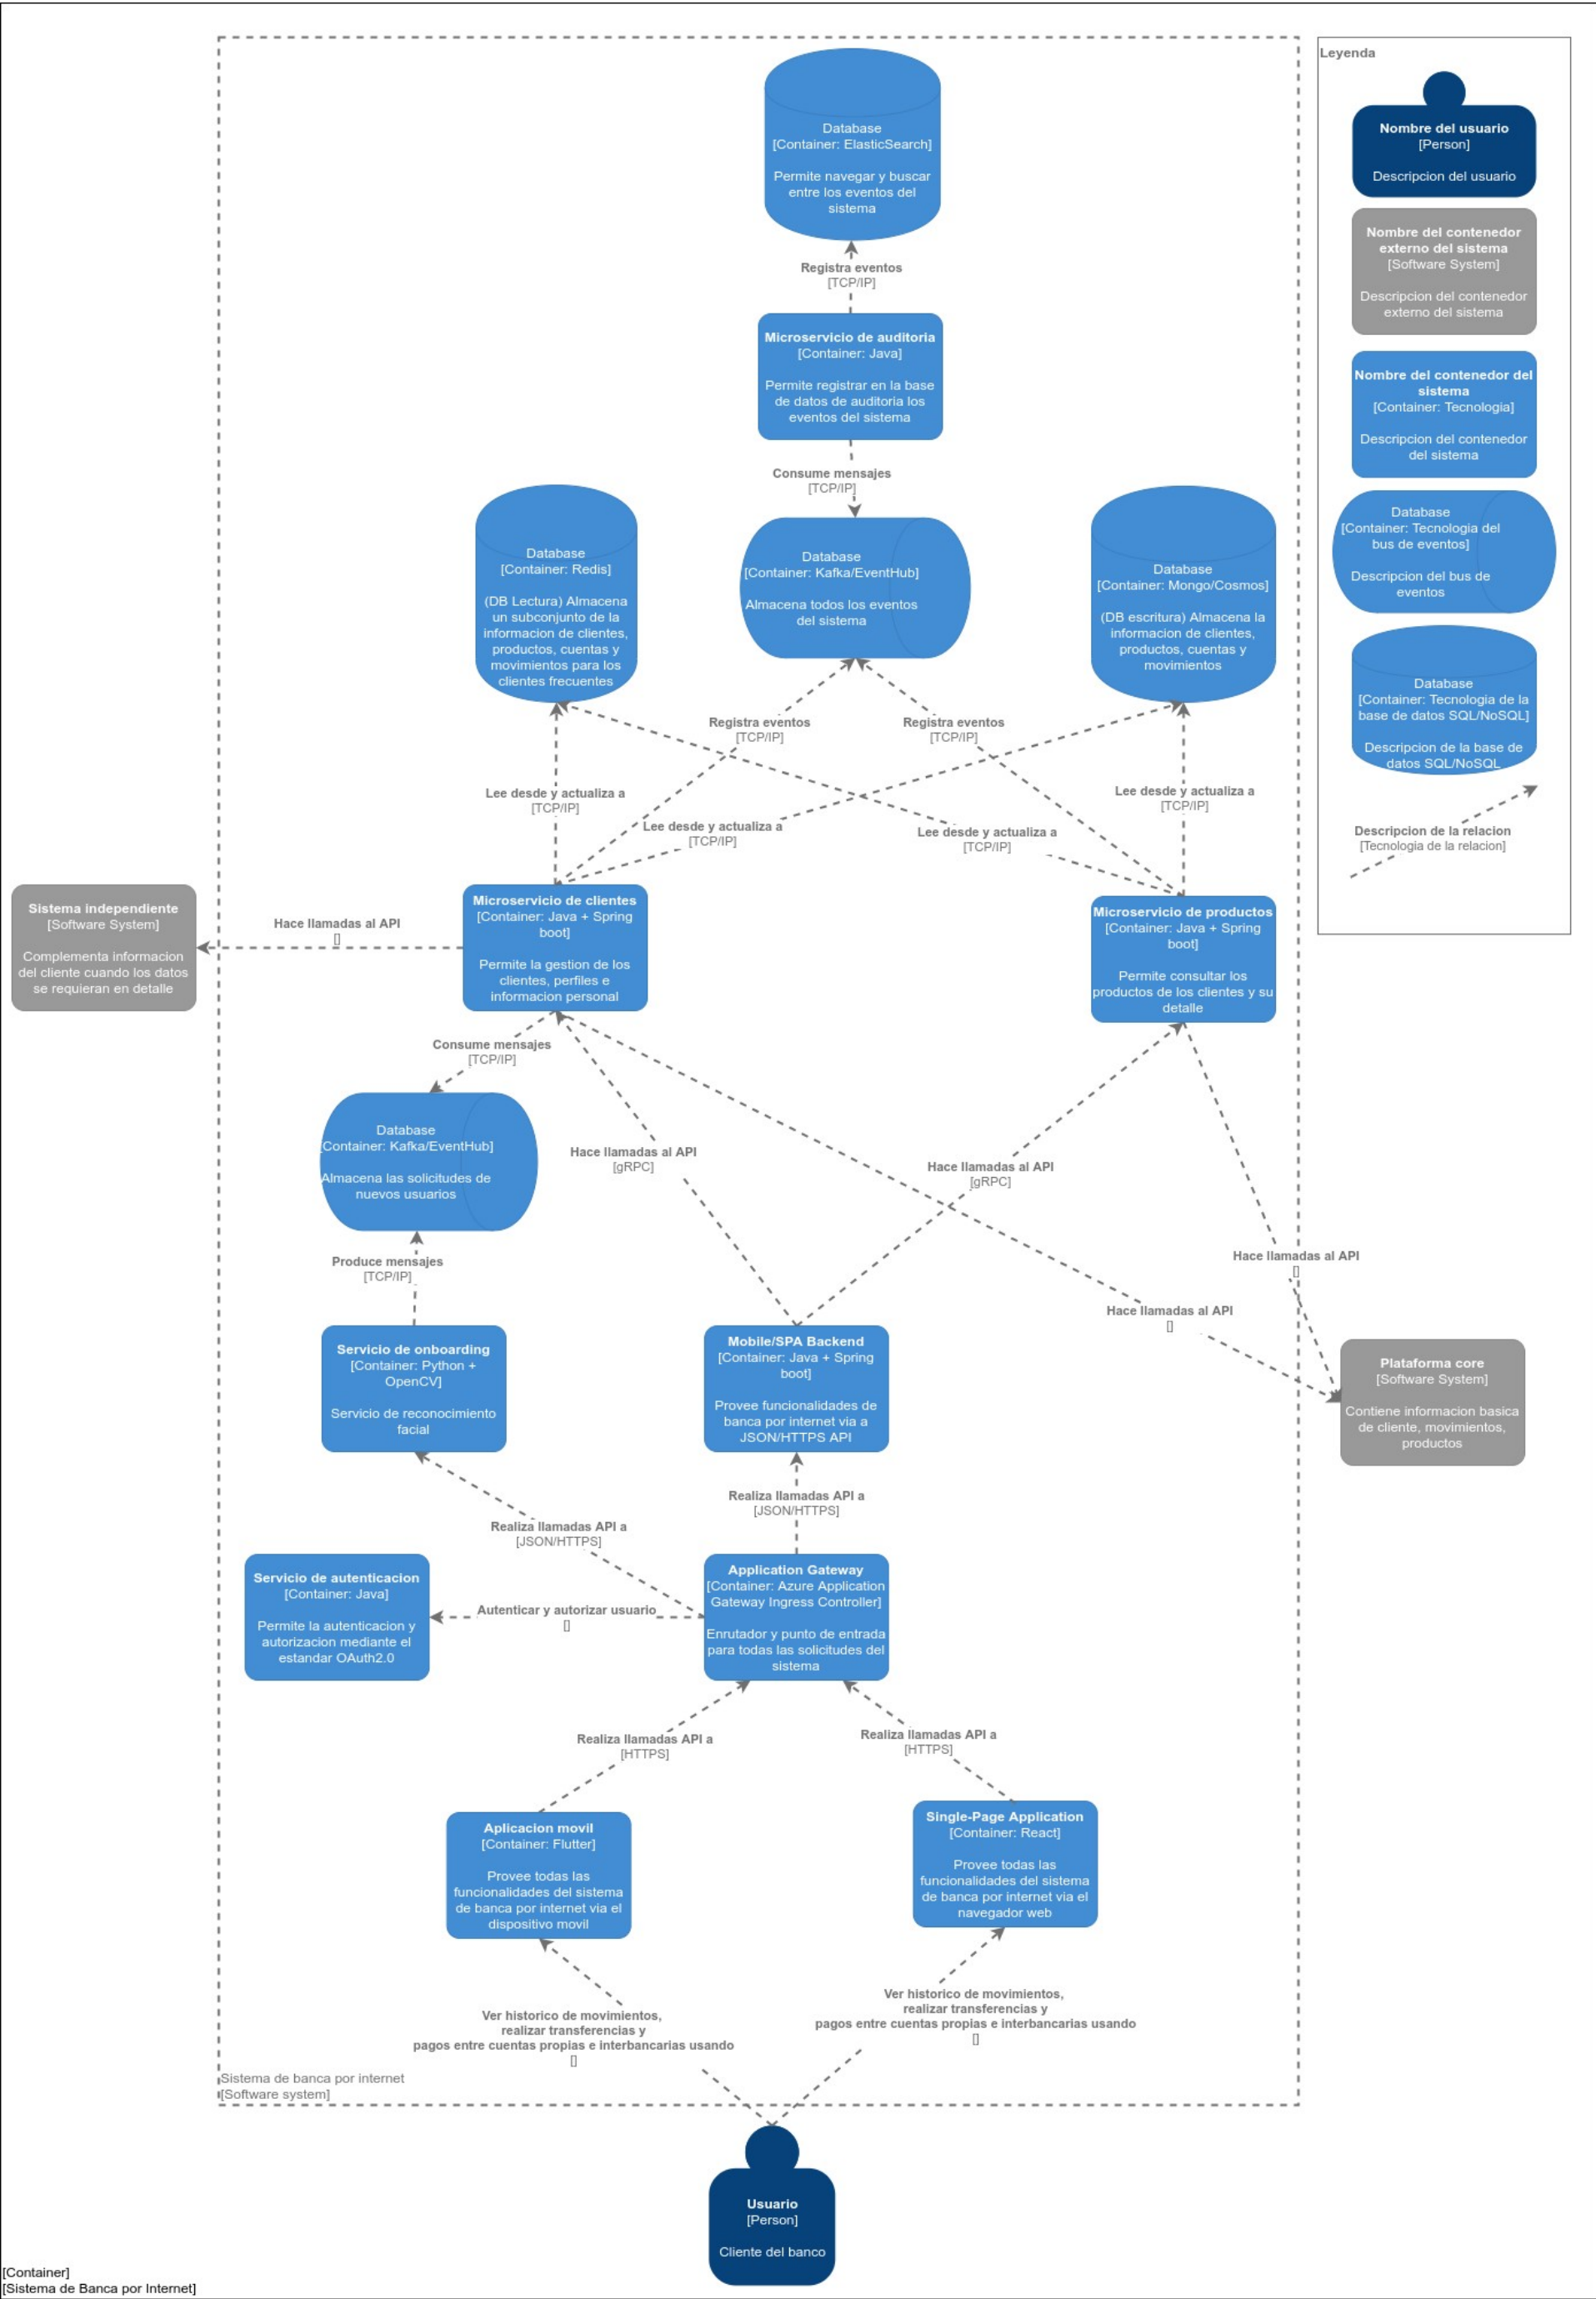 Leyenda
Nombre del usuario
[Person]
Descripcion del usuario
Nombre del contenedor
externo del sistema
[Software System]
Descripcion del contenedor
externo del sistema
Nombre del contenedor del
sistema
[Container: Tecnologia]
Descripcion del contenedor
del sistema
Database
[Container: Tecnologia del
bus de eventos]
Descripcion del bus de
eventos
Database
[Container: Tecnologia de la
base de datos SQL/NoSQL]
Descripcion de la base de
datos SQL/NoSQL
Descripcion de la relacion
[Tecnologia de la relacion]
Database
[Container: ElasticSearch]
Permite navegar y buscar
entre los eventos del
sistema
Registra eventos
[TCP/IP]
Microservicio de auditoria
[Container: Java]
Permite registrar en la base
de datos de auditoria los
eventos del sistema
Consume mensajes
[TCP/IP]
Database
[Container: Redis]
(DB Lectura) Almacena
un subconjunto de la
informacion de clientes,
productos, cuentas y
movimientos para los
clientes frecuentes
Database
[Container: Kafka/EventHub]
Almacena todos los eventos
del sistema
Database
[Container: Mongo/Cosmos]
(DB escritura) Almacena la
informacion de clientes,
productos, cuentas y
movimientos
Registra eventos
[TCP/IP]
Registra eventos
[TCP/IP]
Lee desde y actualiza a
[TCP/IP]
Lee desde y actualiza a
[TCP/IP]
Lee desde y actualiza a
[TCP/IP]
Lee desde y actualiza a
[TCP/IP]
Sistema independiente
[Software System]
Complementa informacion
del cliente cuando los datos
se requieran en detalle
Hace llamadas al API
[]
Microservicio de clientes
[Container: Java + Spring
boot]
Permite la gestion de los
clientes, perfiles e
informacion personal
Microservicio de productos
[Container: Java + Spring
boot]
Permite consultar los
productos de los clientes y su
detalle
Consume mensajes
[TCP/IP]
Database
[Container: Kafka/EventHub]
Almacena las solicitudes de
nuevos usuarios
Hace llamadas al API
[gRPC]
Hace llamadas al API
[gRPC]
Produce mensajes
[TCP/IP]
Hace llamadas al API
[]
Hace llamadas al API
[]
Servicio de onboarding
[Container: Python +
OpenCV]
Servicio de reconocimiento
facial
Mobile/SPA Backend
[Container: Java + Spring
boot]
Provee funcionalidades de
banca por internet via a
JSON/HTTPS API
Plataforma core
[Software System]
Contiene informacion basica
de cliente, movimientos,
productos
Realiza llamadas API a
[JSON/HTTPS]
Realiza llamadas API a
[JSON/HTTPS]
Servicio de autenticacion
[Container: Java]
Permite la autenticacion y
autorizacion mediante el
estandar OAuth2.0
Autenticar y autorizar usuario
[]
Application Gateway
[Container: Azure Application
Gateway Ingress Controller]
Enrutador y punto de entrada
para todas las solicitudes del
sistema
Realiza llamadas API a
[HTTPS]
Realiza llamadas API a
[HTTPS]
Aplicacion movil
[Container: Flutter]
Provee todas las
funcionalidades del sistema
de banca por internet via el
dispositivo movil
Single-Page Application
[Container: React]
Provee todas las
funcionalidades del sistema
de banca por internet via el
navegador web
Ver historico de movimientos,
realizar transferencias y
pagos entre cuentas propias e interbancarias usando
[]
Ver historico de movimientos,
realizar transferencias y
pagos entre cuentas propias e interbancarias usando
[]
Sistema de banca por internet
[Software system]
Usuario
[Person]
Cliente del banco
[Container]
[Sistema de Banca por Internet]